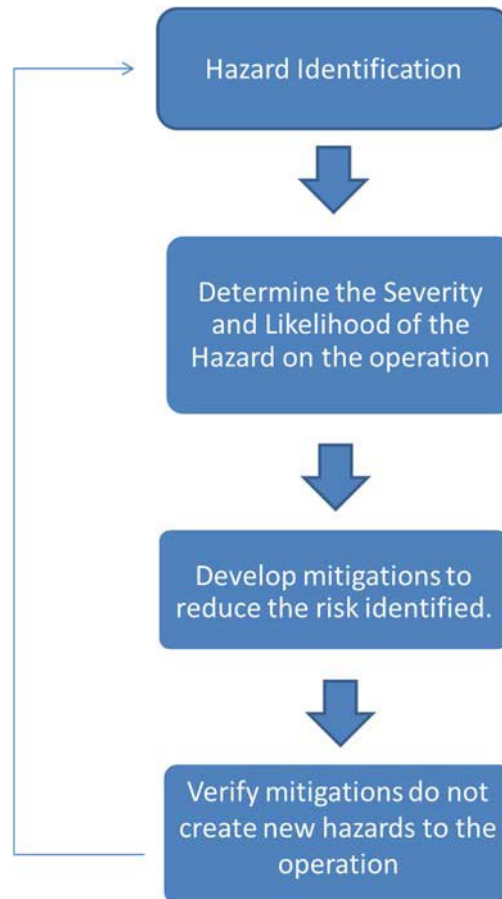 Hazard Identification
Determine the Severity
and Likelihood of the
Hazard on the operation
Develop mitigations to
reduce the risk identified.
Verify mitigations do not
create new hazards to the
operation